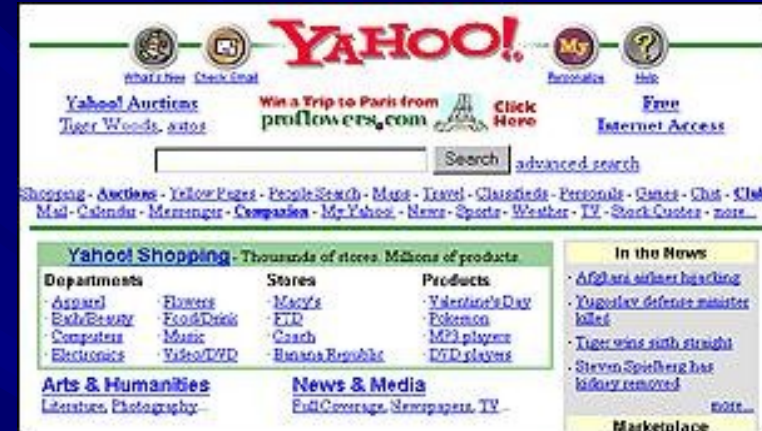 YAHOO!
My
?
What's New
Check Email
Personalize
Help
Yahoo! Auctions
Tiger Woods, autos
Win a Trip to Paris from
proflowers.com
Click
Here
Free
Internet Access
Search
advanced search
Shopping - Auctions - Yellow Pages - People Search - Maps - Travel - Classifieds - Personals - Games - Chat - Club
Mail - Calendar - Messenger - Companion - My Yahoo! - News - Sports - Weather - TV - Stock Quotes - more...
Yahoo! Shopping - Thousands of stores. Millions of products.
Departments
· Apparel
· Bath/Beauty
· Computers
· Electronics
· Flowers
· Food/Drink
· Music
· Video/DVD
Stores
· Macy's
· FTD
· Coach
· Banana Republic
Products
· Valentine's Day
· Pokemon
· MP3 players
· DVD players
In the News
· Afghani airliner hijacking
· Yugoslav defense minister
killed
· Tiger wins sixth straight
· Steven Spielberg has
kidney removed
more...
Marketplace
Arts & Humanities
Literature, Photography...
News & Media
Full Coverage, Newspapers, TV...